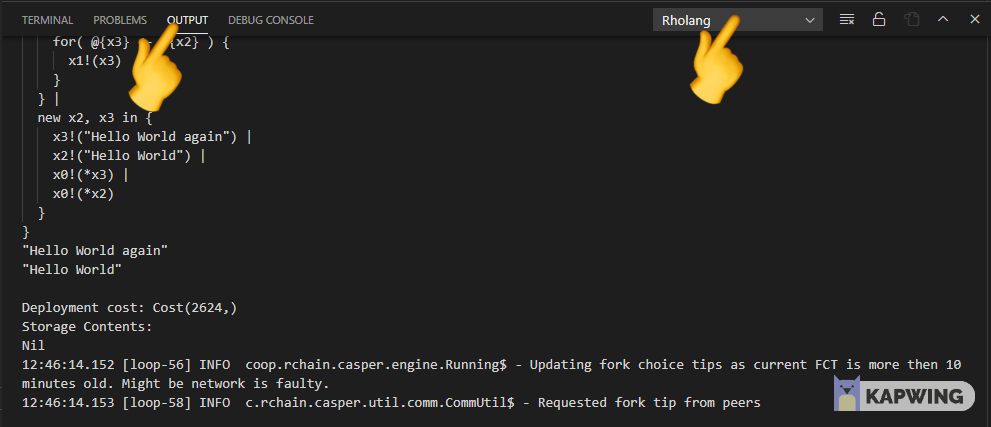 TERMINAL PROBLEMS OUTPUT DEBUG CONSOLE Rholang
for( @{x3} {x2} ) {
x1!(x3)
}
} |
new x2, x3 in {
x3!("Hello World again") |
x2!("Hello World") |
x0!(*x3) |
x0!(*x2)
}
}
"Hello World again"
"Hello World"
Deployment cost: Cost(2624,)
Storage Contents:
Nil
12:46:14.152 [loop-56] INFO  coop.rchain.casper.engine.Running$ - Updating fork choice tips as current FCT is more then 10
minutes old. Might be network is faulty.
12:46:14.153 [loop-58] INFO  c.rchain.casper.util.comm.CommUtil$ - Requested fork tip from peers
KAPWING